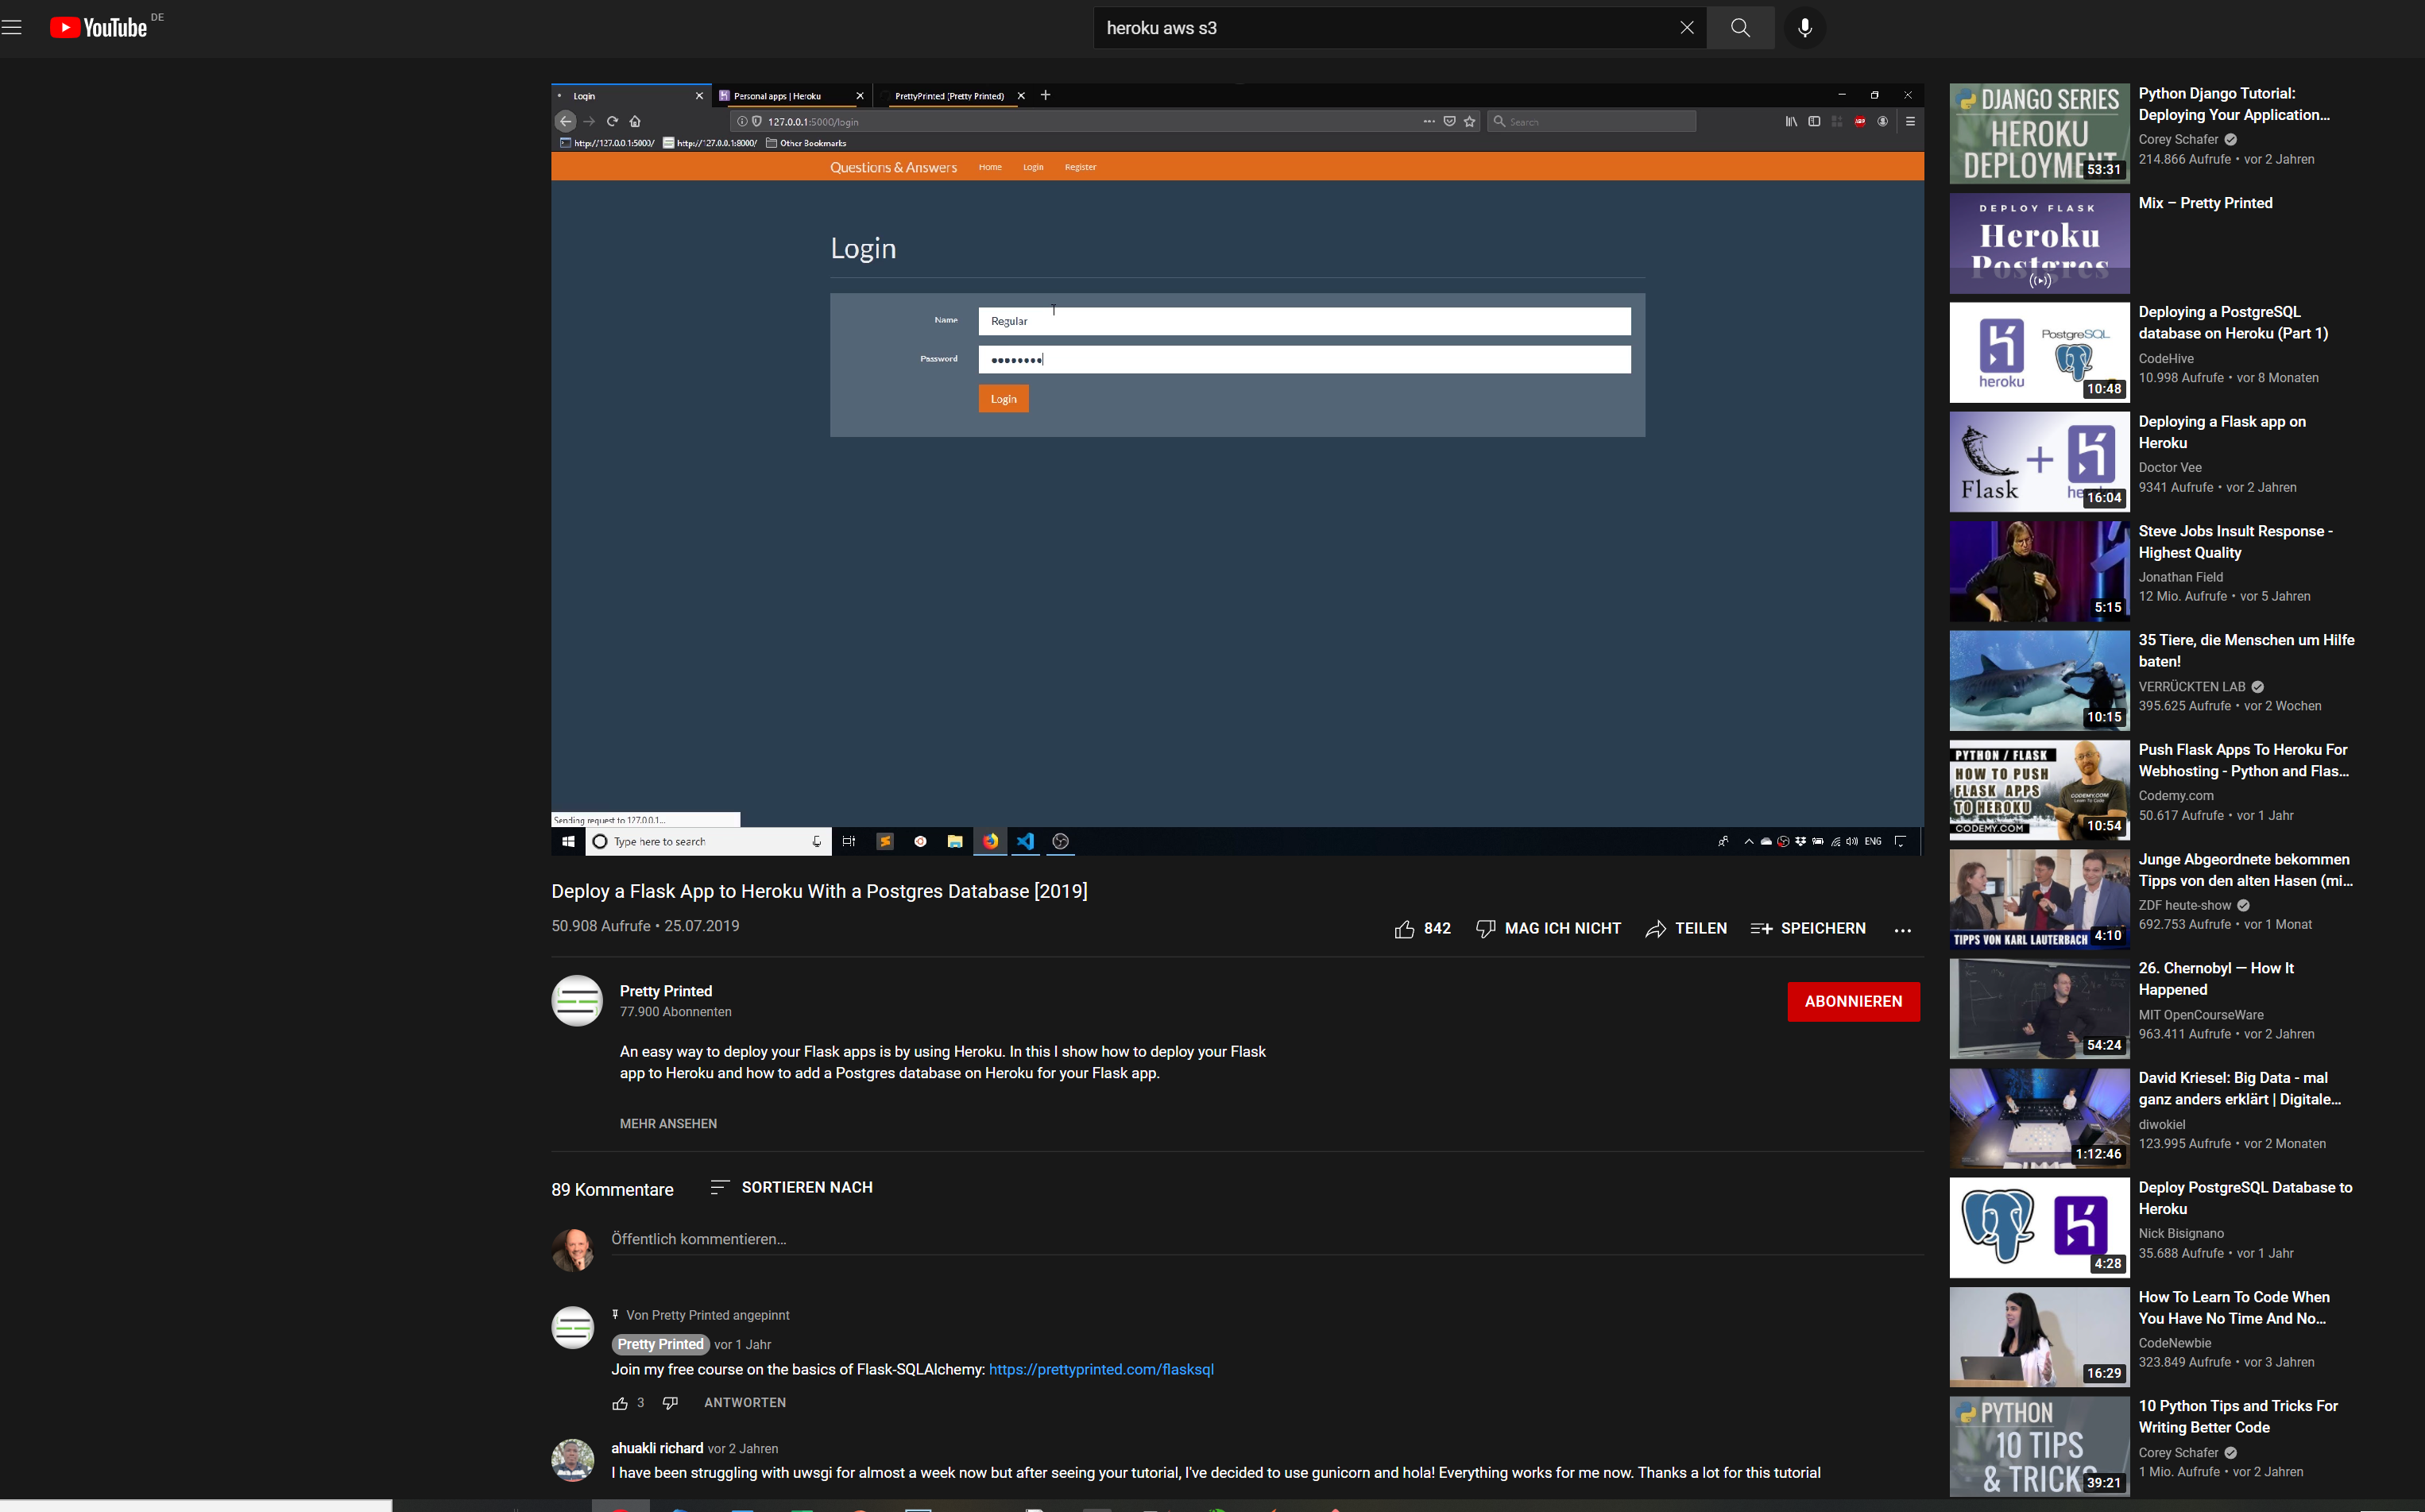 YouTube DE
heroku aws s3
Login
Personal apps | Heroku
PrettyPrinted (Pretty Printed)
127.0.0.1:5000/login
Search
http://127.0.0.1:5000/
http://127.0.0.1:8000/
Other Bookmarks
Questions & Answers
Home
Login
Register
Login
Name
Regular
Password
Login
Sending request to 127.0.0.1...
Type here to search
ENG
Deploy a Flask App to Heroku With a Postgres Database [2019]
50.908 Aufrufe • 25.07.2019
842
MAG ICH NICHT
TEILEN
SPEICHERN
Pretty Printed
77.900 Abonnenten
ABONNIEREN
An easy way to deploy your Flask apps is by using Heroku. In this I show how to deploy your Flask
app to Heroku and how to add a Postgres database on Heroku for your Flask app.
MEHR ANSEHEN
89 Kommentare
SORTIEREN NACH
Öffentlich kommentieren...
Von Pretty Printed angepinnt
Pretty Printed vor 1 Jahr
Join my free course on the basics of Flask-SQLAlchemy: https://prettyprinted.com/flasksql
3
ANTWORTEN
ahuakli richard vor 2 Jahren
I have been struggling with uwsgi for almost a week now but after seeing your tutorial, I've decided to use gunicorn and hola! Everything works for me now. Thanks a lot for this tutorial
DJANGO SERIES
HEROKU
DEPLOYMENT
53:31
Python Django Tutorial:
Deploying Your Application...
Corey Schafer
214.866 Aufrufe • vor 2 Jahren
DEPLOY FLASK
Heroku
Postgres
Mix – Pretty Printed
heroku
PostgreSQL
10:48
Deploying a PostgreSQL
database on Heroku (Part 1)
CodeHive
10.998 Aufrufe • vor 8 Monaten
Flask
+
16:04
Deploying a Flask app on
Heroku
Doctor Vee
9341 Aufrufe • vor 2 Jahren
5:15
Steve Jobs Insult Response -
Highest Quality
Jonathan Field
12 Mio. Aufrufe • vor 5 Jahren
10:15
35 Tiere, die Menschen um Hilfe
baten!
VERRÜCKTEN LAB
395.625 Aufrufe • vor 2 Wochen
PYTHON / FLASK
HOW TO PUSH
FLASK APPS
TO HEROKU
CODEMY.COM
CODEMY.COM
10:54
Push Flask Apps To Heroku For
Webhosting - Python and Flas...
Codemy.com
50.617 Aufrufe • vor 1 Jahr
TIPPS VON KARL LAUTERBACH
4:10
Junge Abgeordnete bekommen
Tipps von den alten Hasen (mi...
ZDF heute-show
692.753 Aufrufe • vor 1 Monat
54:24
26. Chernobyl — How It
Happened
MIT OpenCourseWare
963.411 Aufrufe • vor 2 Jahren
1:12:46
David Kriesel: Big Data - mal
ganz anders erklärt | Digitale...
diwokiel
123.995 Aufrufe • vor 2 Monaten
4:28
Deploy PostgreSQL Database to
Heroku
Nick Bisignano
35.688 Aufrufe • vor 1 Jahr
16:29
How To Learn To Code When
You Have No Time And No...
CodeNewbie
323.849 Aufrufe • vor 3 Jahren
PYTHON
10 TIPS
& TRICKS
39:21
10 Python Tips and Tricks For
Writing Better Code
Corey Schafer
1 Mio. Aufrufe • vor 2 Jahren